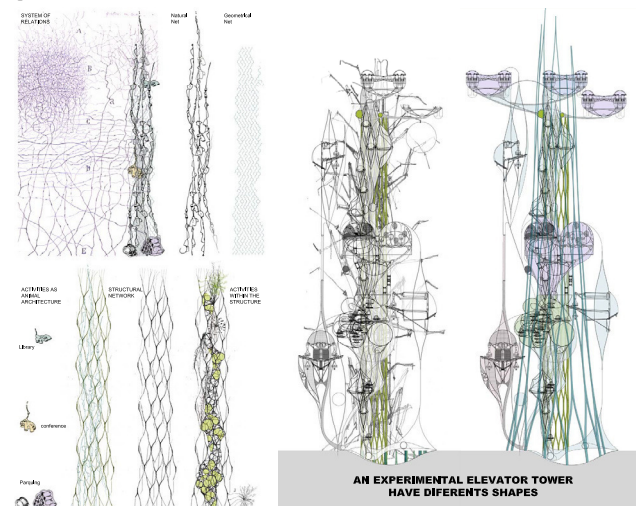 SYSTEM OF
RELATIONS
Natural
Net
Geometrical
Net
A
B
C
D
E
ACTIVITIES AS
ANIMAL
ARCHITECTURE
STRUCTURAL
NETWORK
ACTIVITIES
WITHIN THE
STRUCTURE
Library
conference
Parquing
AN EXPERIMENTAL ELEVATOR TOWER
HAVE DIFERENTS SHAPES